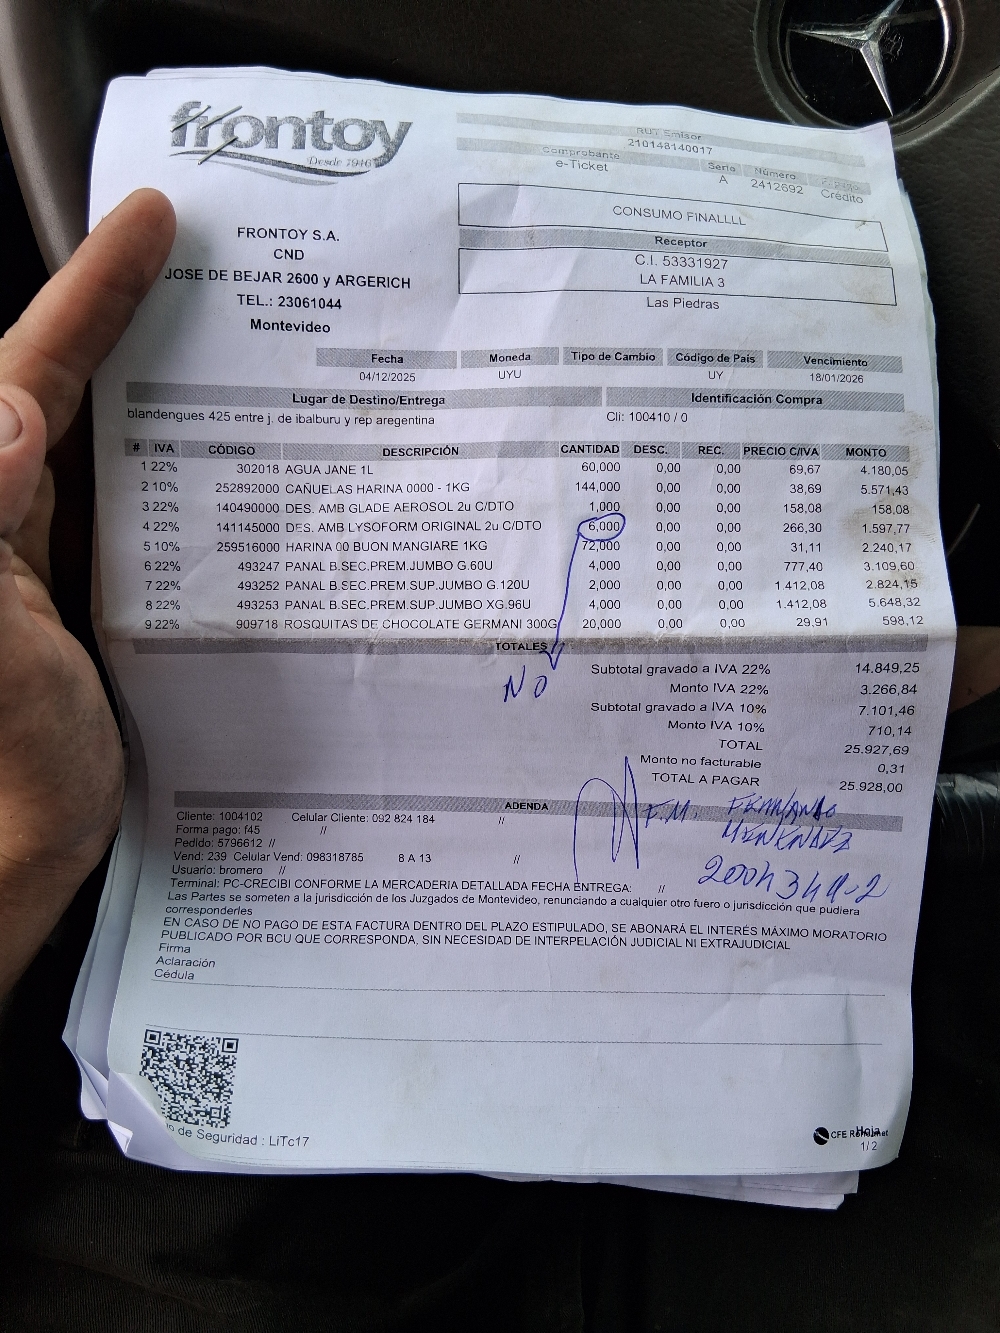 frontoy
Desde 1946
RUT Emisor
210148140017
Comprobante Serie Número
e-Ticket A 2412692 Crédito
CONSUMO FINALLLL
Receptor
C.I. 53331927
LA FAMILIA 3
Las Piedras
FRONTOY S.A.
CND
JOSE DE BEJAR 2600 y ARGERICH
TEL.: 23061044
Montevideo
Fecha Moneda Tipo de Cambio Código de País Vencimiento
04/12/2025 UYU UY 18/01/2026
Lugar de Destino/Entrega Identificación Compra
blandengues 425 entre j. de ibalburu y rep aregentina Cli: 100410 / 0
# IVA CÓDIGO DESCRIPCIÓN CANTIDAD DESC. REC. PRECIO C/IVA MONTO
1 22% 302018 AGUA JANE 1L 60,000 0,00 0,00 69,67 4.180,05
2 10% 252892000 CAÑUELAS HARINA 0000 - 1KG 144,000 0,00 0,00 38,69 5.571,43
3 22% 140490000 DES. AMB GLADE AEROSOL 2u C/DTO 1,000 0,00 0,00 158,08 158,08
4 22% 141145000 DES. AMB LYSOFORM ORIGINAL 2u C/DTO 6,000 0,00 0,00 266,30 1.597,77
5 10% 259516000 HARINA 00 BUON MANGIARE 1KG 72,000 0,00 0,00 31,11 2.240,17
6 22% 493247 PANAL B.SEC.PREM.JUMBO G.60U 4,000 0,00 0,00 777,40 3.109,60
7 22% 493252 PANAL B.SEC.PREM.SUP.JUMBO G.120U 2,000 0,00 0,00 1.412,08 2.824,15
8 22% 493253 PANAL B.SEC.PREM.SUP.JUMBO XG.96U 4,000 0,00 0,00 1.412,08 5.648,32
9 22% 909718 ROSQUITAS DE CHOCOLATE GERMANI 300G 20,000 0,00 0,00 29,91 598,12
TOTALES
NO
Subtotal gravado a IVA 22% 14.849,25
Monto IVA 22% 3.266,84
Subtotal gravado a IVA 10% 7.101,46
Monto IVA 10% 710,14
TOTAL 25.927,69
Monto no facturable 0,31
TOTAL A PAGAR 25.928,00
ADENDA
F.M. FERNANDO
MENENDEZ
Cliente: 1004102 Celular Cliente: 092 824 184 //
Forma pago: f45 //
Pedido: 5796612 //
Vend: 239 Celular Vend: 098318785 8 A 13 //
Usuario: bromero //
Terminal: PC-CRECIBI CONFORME LA MERCADERIA DETALLADA FECHA ENTREGA: //
Las Partes se someten a la jurisdicción de los Juzgados de Montevideo, renunciando a cualquier otro fuero o jurisdicción que pudiera
corresponderles
EN CASO DE NO PAGO DE ESTA FACTURA DENTRO DEL PLAZO ESTIPULADO, SE ABONARÁ EL INTERÉS MÁXIMO MORATORIO
PUBLICADO POR BCU QUE CORRESPONDA, SIN NECESIDAD DE INTERPELACIÓN JUDICIAL NI EXTRAJUDICIAL
Firma
Aclaración
Cédula
de Seguridad : LiTc17
CFE
Hoja
1/ 2